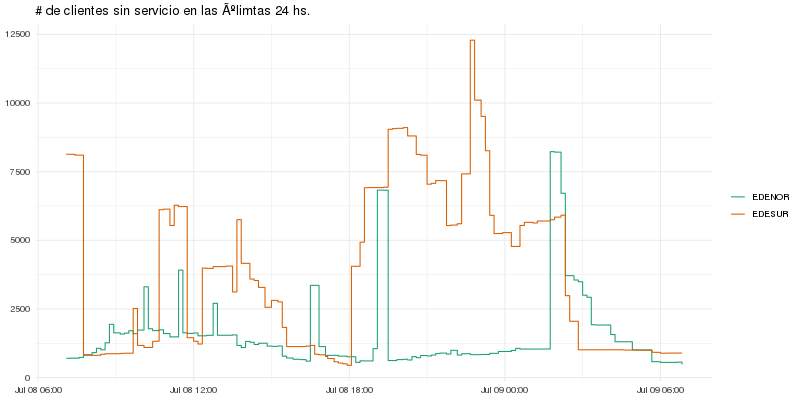 # de clientes sin servicio en las Ãºlimtas 24 hs.
12500
10000
7500
5000
2500
0
Jul 08 06:00
Jul 08 12:00
Jul 08 18:00
Jul 09 00:00
Jul 09 06:00
EDENOR
EDESUR